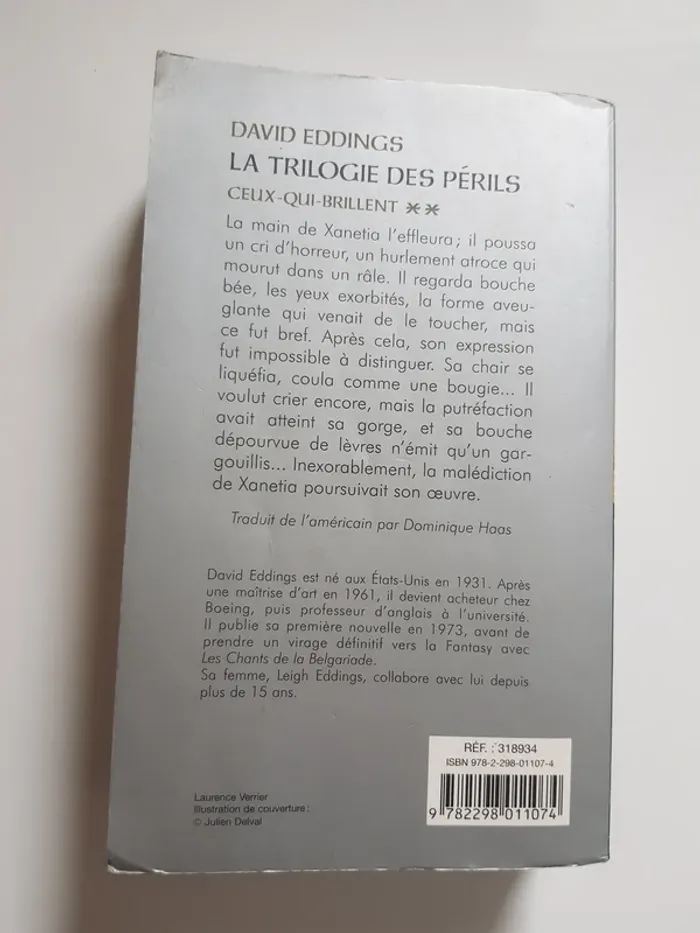 DAVID EDDINGS
LA TRILOGIE DES PÉRILS
CEUX-QUI-BRILLENT ✶✶
La main de Xanetia l'effleura ; il poussa
un cri d'horreur, un hurlement atroce qui
mourut dans un râle. Il regarda bouche
bée, les yeux exorbités, la forme aveu-
glante qui venait de le toucher, mais
ce fut bref. Après cela, son expression
fut impossible à distinguer. Sa chair se
liquéfia, coula comme une bougie... Il
voulut crier encore, mais la putréfaction
avait atteint sa gorge, et sa bouche
dépourvue de lèvres n'émit qu'un gar-
gouillis... Inexorablement, la malédiction
de Xanetia poursuivait son œuvre.
Traduit de l'américain par Dominique Haas
David Eddings est né aux États-Unis en 1931. Après
une maîtrise d'art en 1961, il devient acheteur chez
Boeing, puis professeur d'anglais à l'université.
Il publie sa première nouvelle en 1973, avant de
prendre un virage définitif vers la Fantasy avec
Les Chants de la Belgariade.
Sa femme, Leigh Eddings, collabore avec lui depuis
plus de 15 ans.
RÉF. : 318934
ISBN 978-2-298-01107-4
9 782298 011074
Laurence Verrier
Illustration de couverture :
© Julien Delval